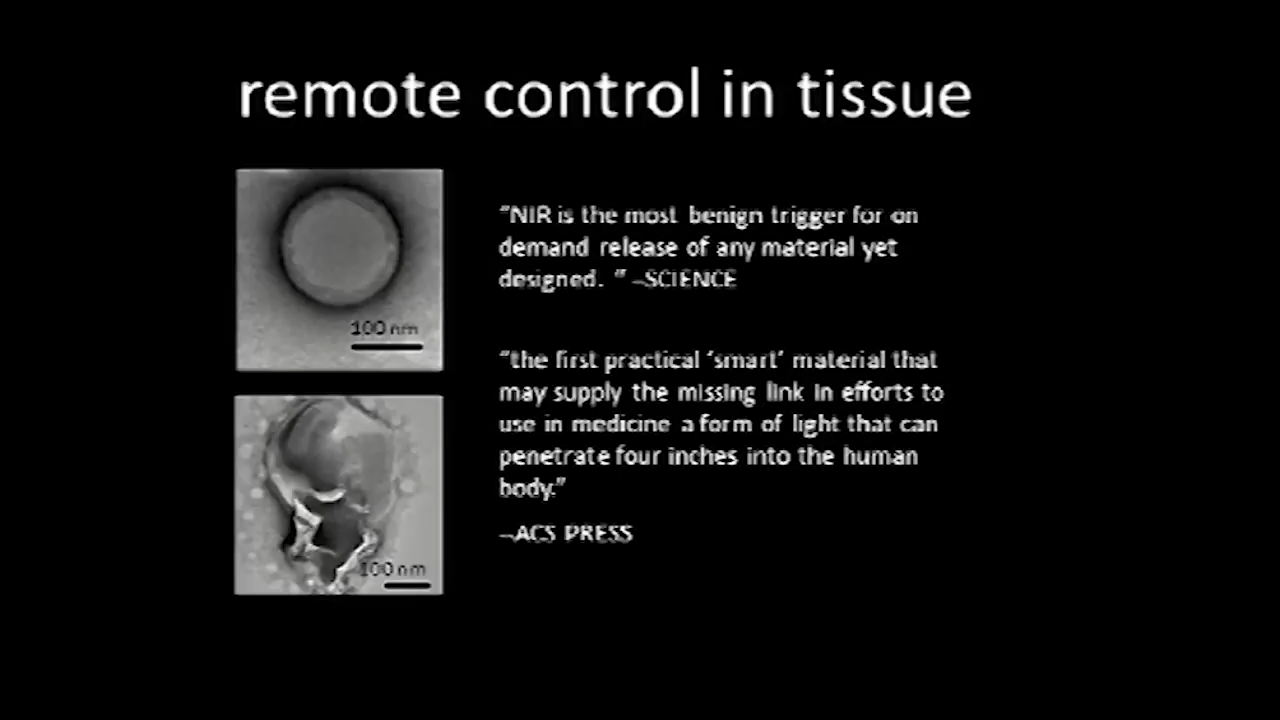 remote control in tissue
100 nm
"NIR is the most benign trigger for on
demand release of any material yet
designed. " –SCIENCE
"the first practical 'smart' material that
may supply the missing link in efforts to
use in medicine a form of light that can
penetrate four inches into the human
body."
–ACS PRESS
100 nm